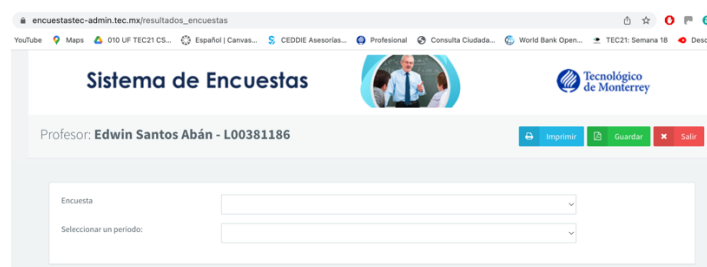 encuestastec-admin.tec.mx/resultados_encuestas
YouTube Maps 010 UF TEC21 CS... Español | Canvas... CEDDIE Asesorías... Profesional Consulta Ciudada... World Bank Open... TEC21: Semana 18 Desc
Sistema de Encuestas
Tecnológico
de Monterrey
Profesor: Edwin Santos Abán - L00381186
Imprimir Guardar Salir
Encuesta
Seleccionar un periodo: